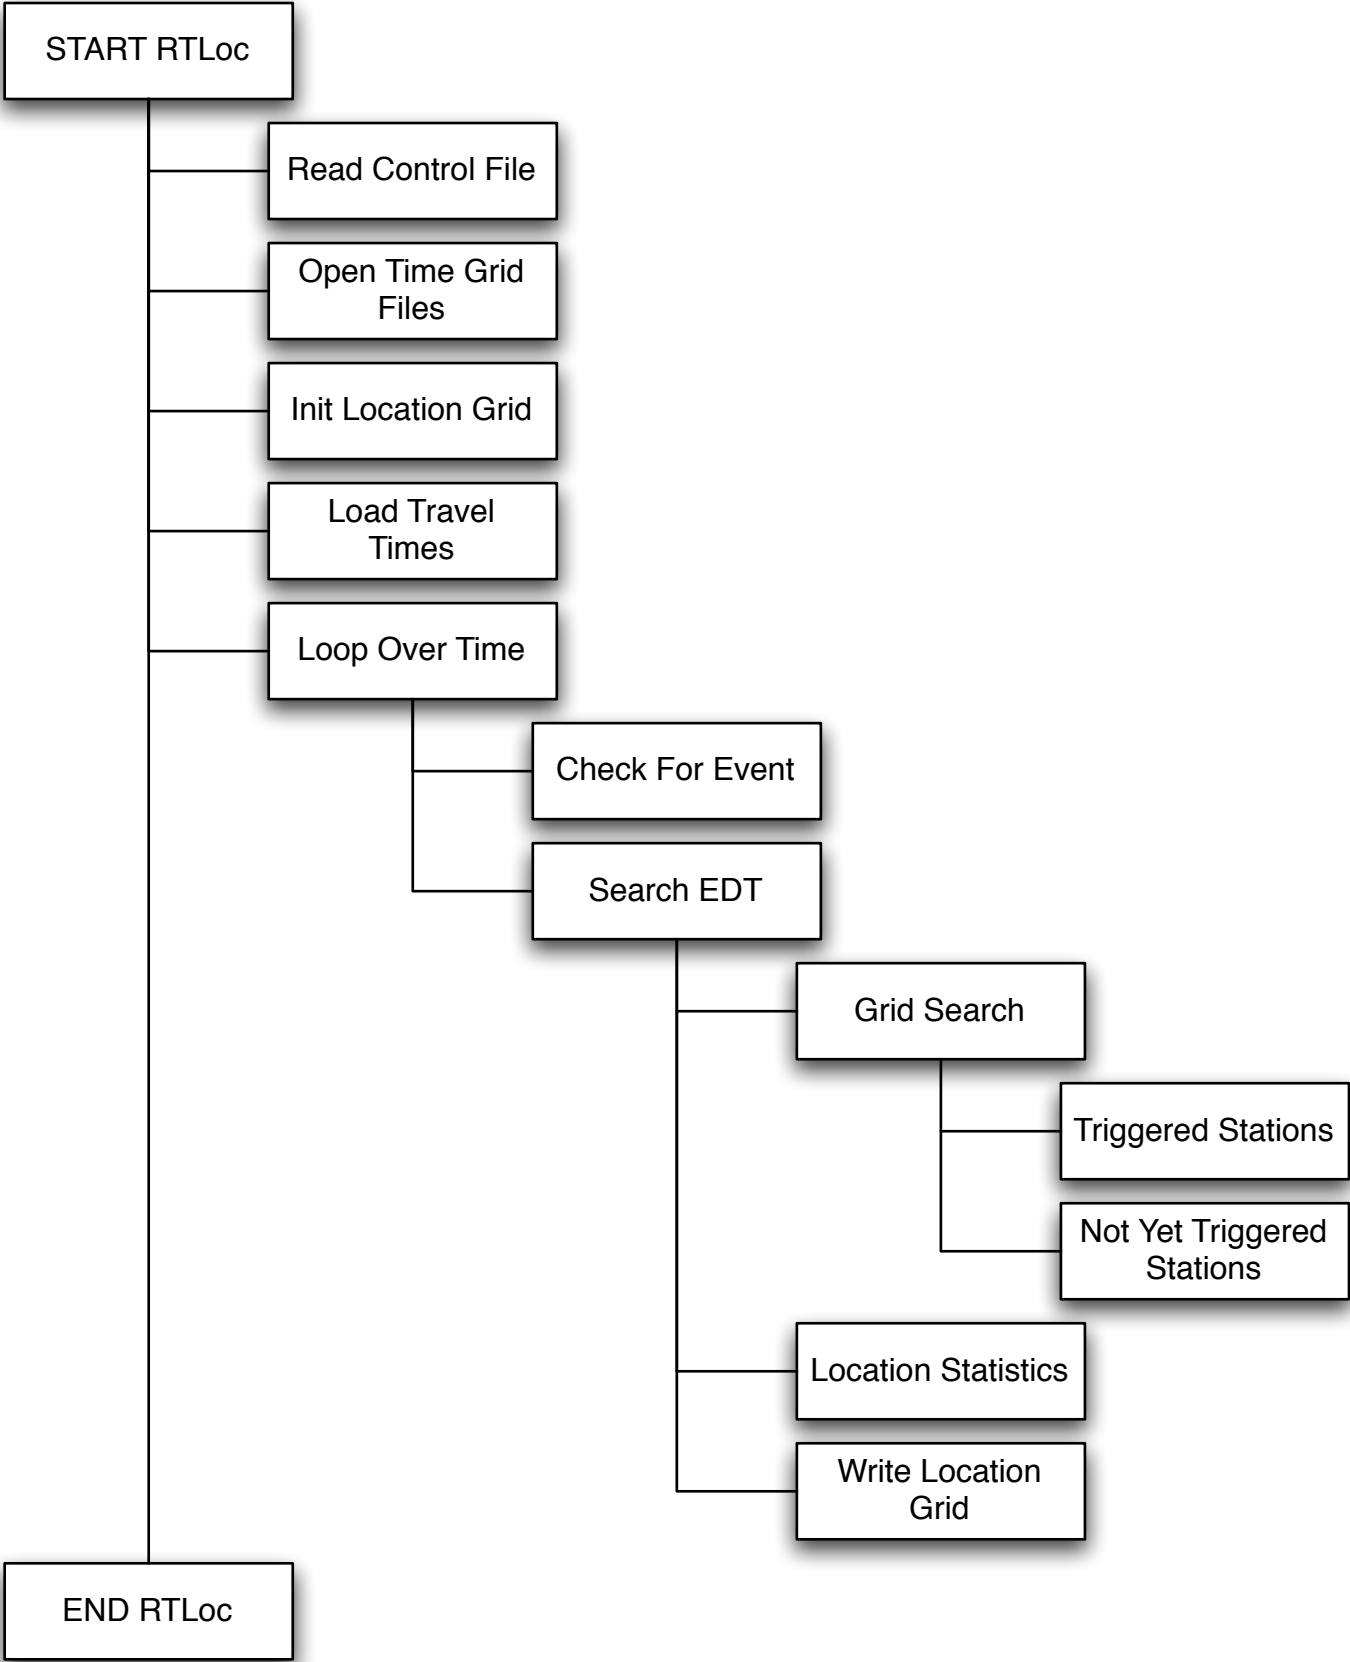 START RTLoc
Read Control File
Open Time Grid
Files
Init Location Grid
Load Travel
Times
Loop Over Time
Check For Event
Search EDT
Grid Search
Triggered Stations
Not Yet Triggered
Stations
Location Statistics
Write Location
Grid
END RTLoc